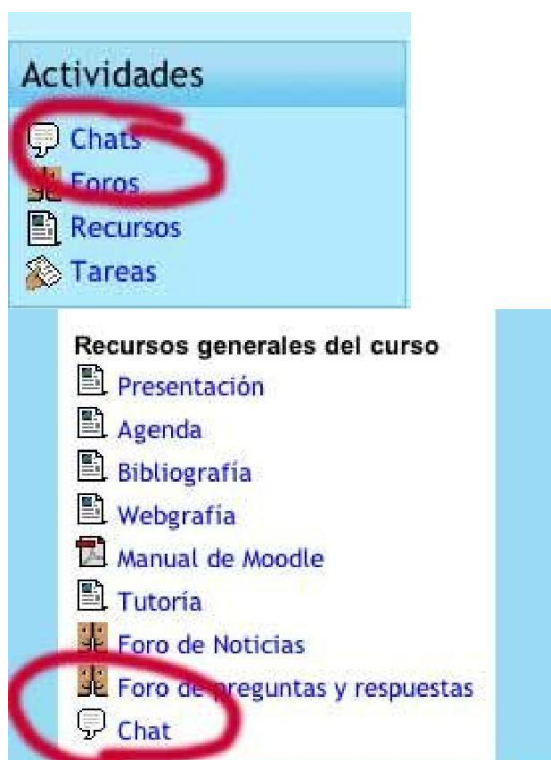 Actividades
Chats
Foros
Recursos
Tareas
Recursos generales del curso
Presentación
Agenda
Bibliografía
Webgrafía
Manual de Moodle
Tutoría
Foro de Noticias
Foro de preguntas y respuestas
Chat